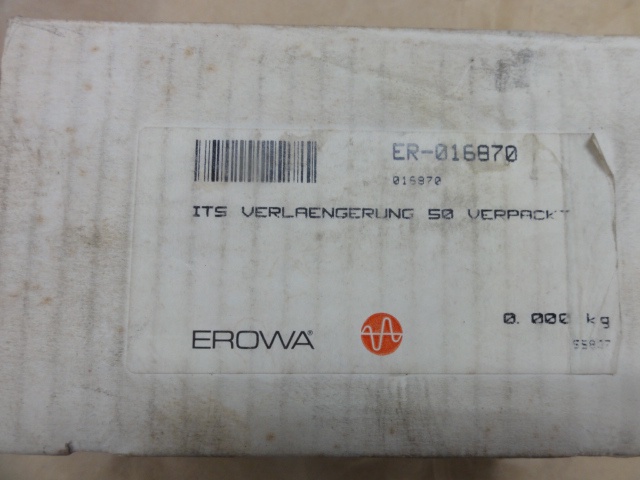 ER-016870
016870
ITS VERLAENGERUNG 50 VERPACKT
EROWA®
0.000 kg